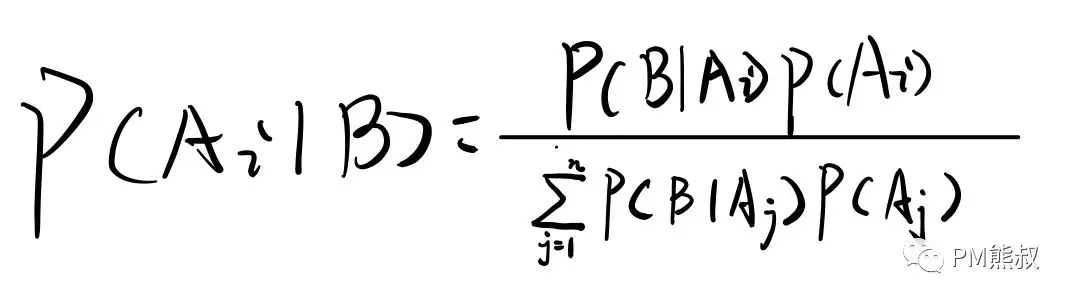 P(Ai|B)=
P(B|Ai)P(Ai)
n
∑P(B|Aj)P(Aj)
j=1
PM熊叔